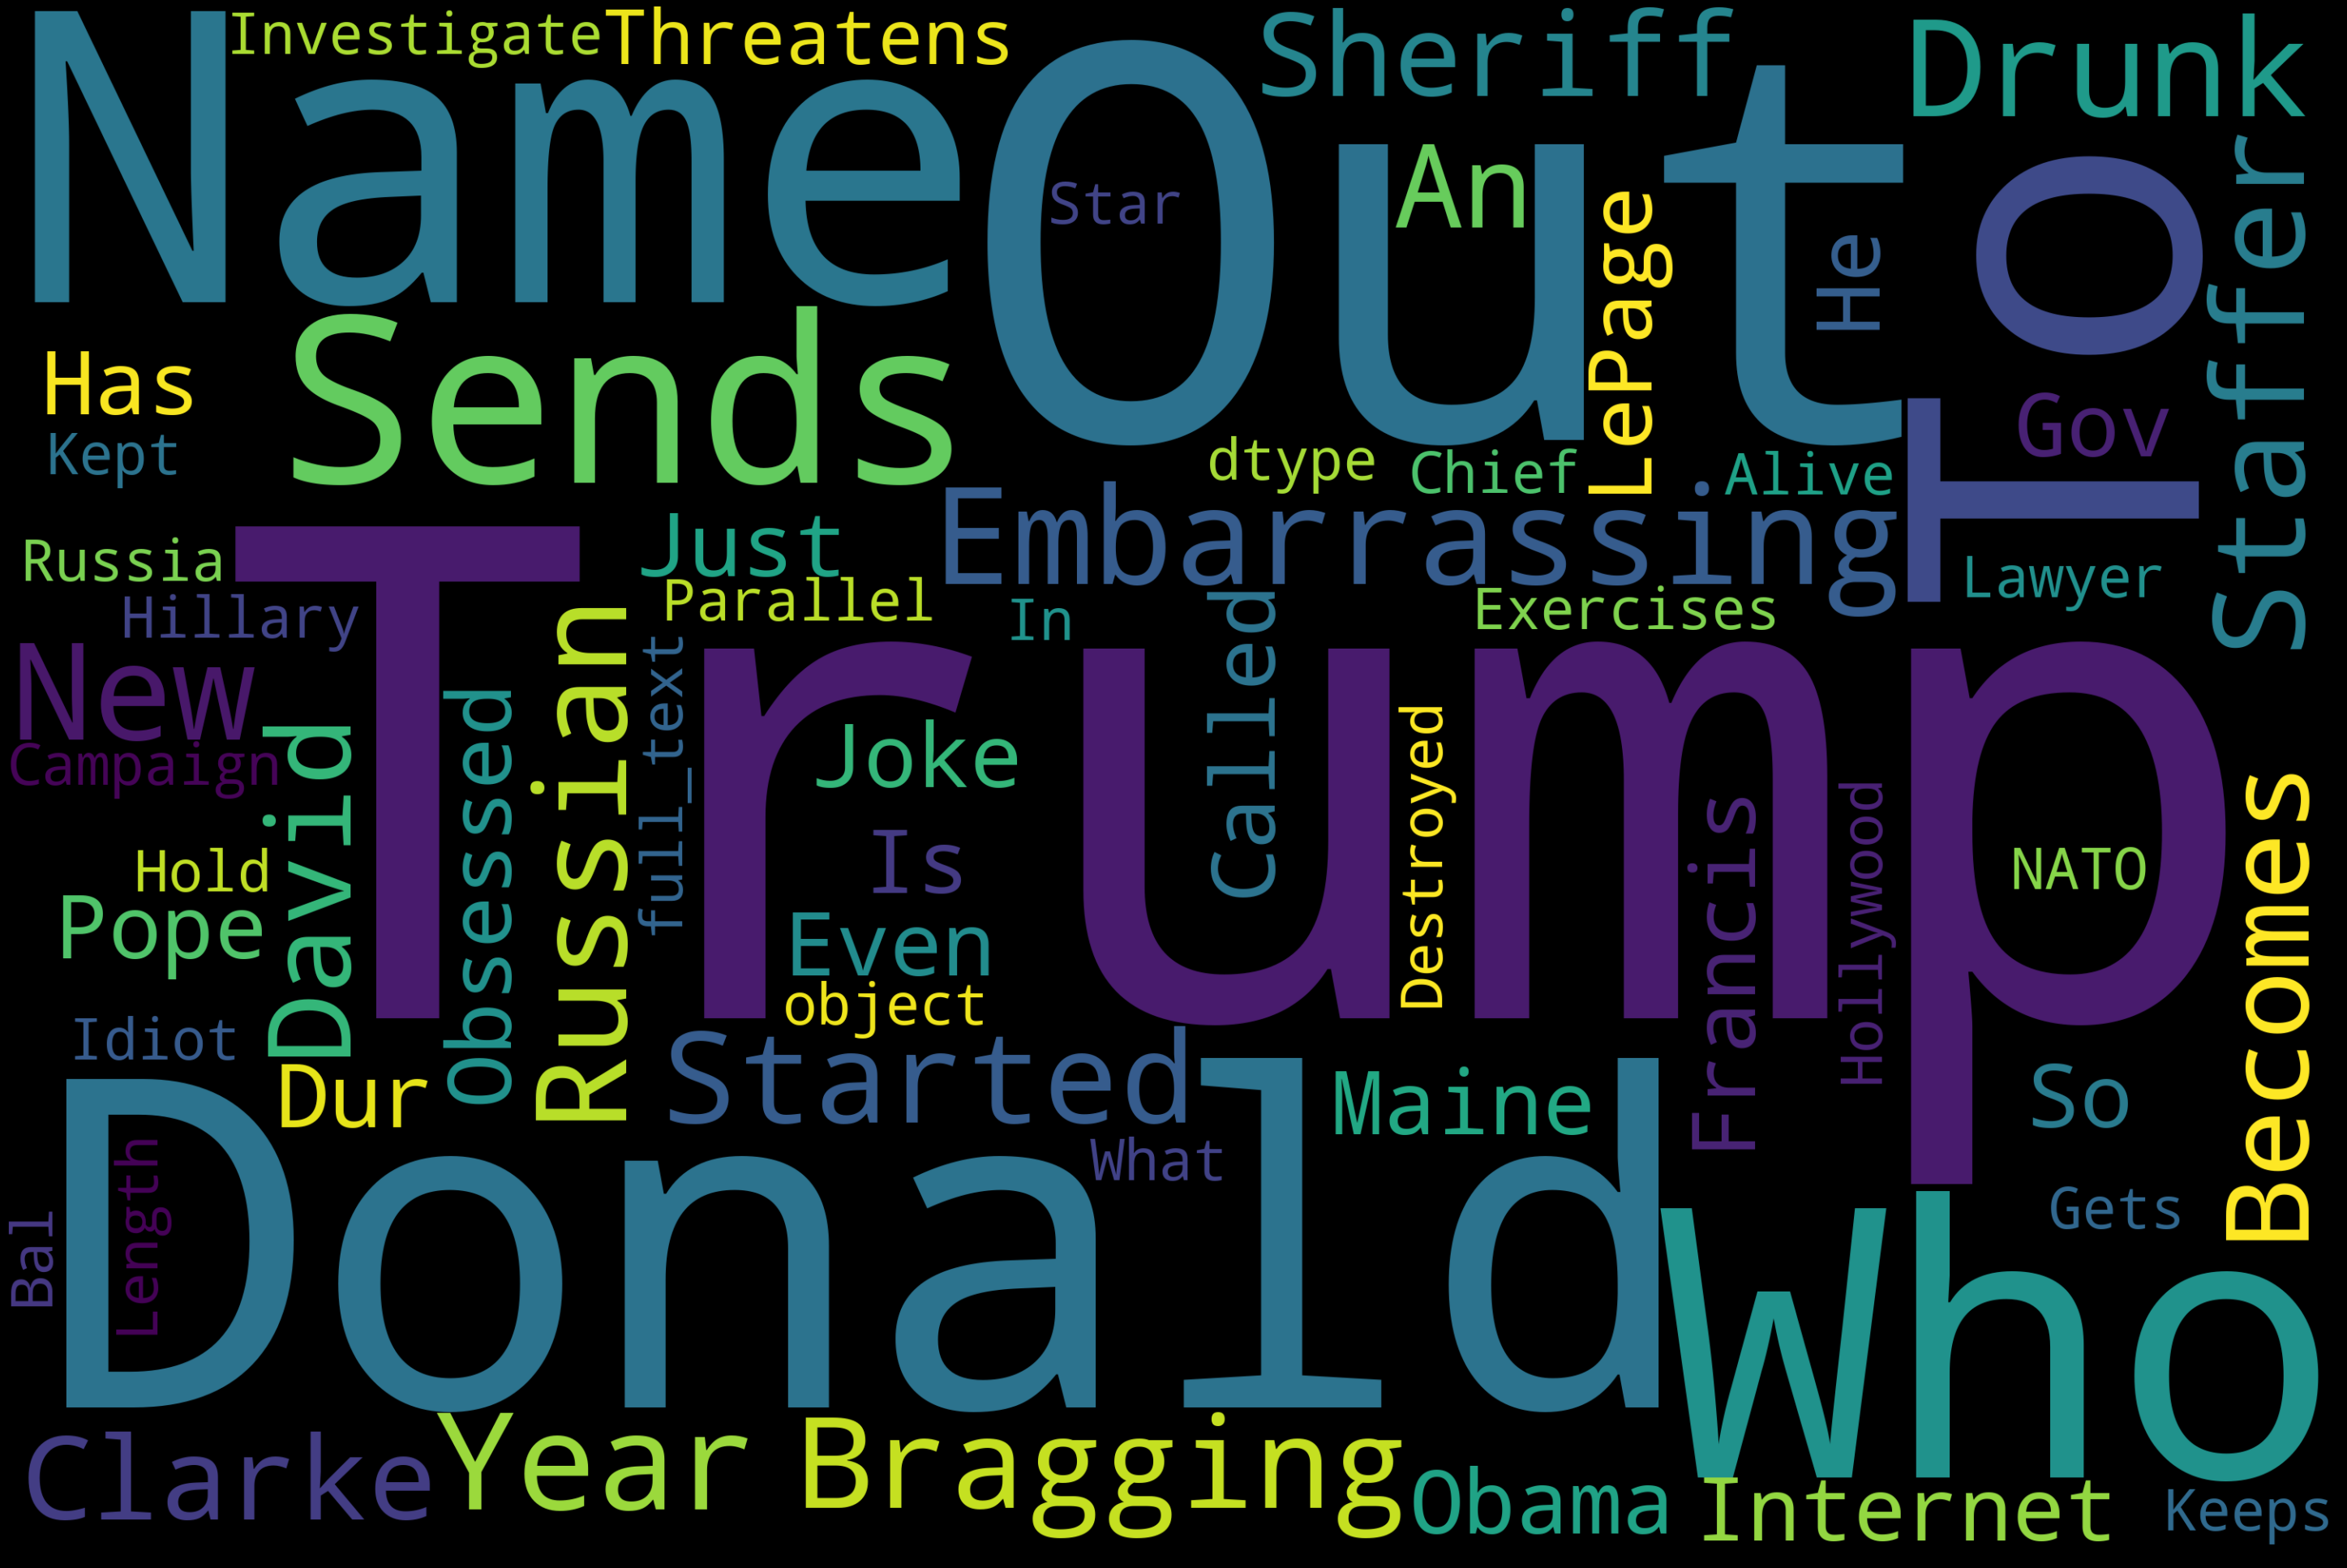 Name
Investigate
Threatens
Out
Sheriff
Drunk
Star
An
LePage
He
To
Staffer
Sends
Has
Kept
Gov
dtype
Chief
Alive
Embarrassing
Just
Russia
Trump
Parallel
In
Exercises
Lawyer
Hillary
New
Campaign
David
Obsessed
Russian
full_text
Joke
Called
Destroyed
Francis
Hollywood
NATO
Becomes
Hold
Pope
Is
Even
object
Idiot
Dur
Started
Maine
So
Donald
Length
Bal
What
Gets
Who
Clarke
Year
Bragging
Obama
Internet
Keeps